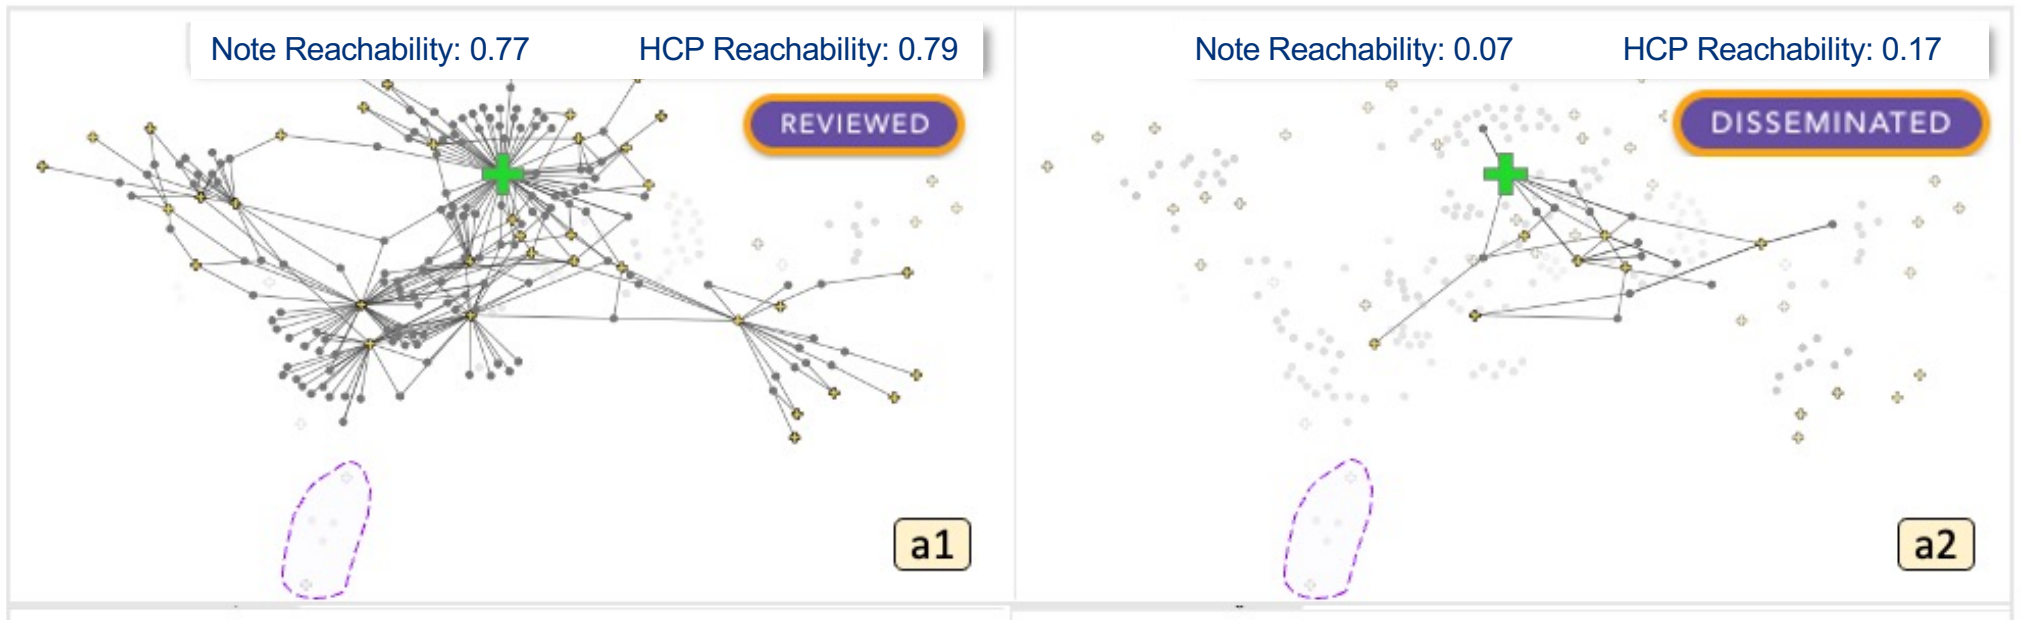 Note Reachability: 0.77 HCP Reachability: 0.79
REVIEWED
a1
Note Reachability: 0.07 HCP Reachability: 0.17
DISSEMINATED
a2